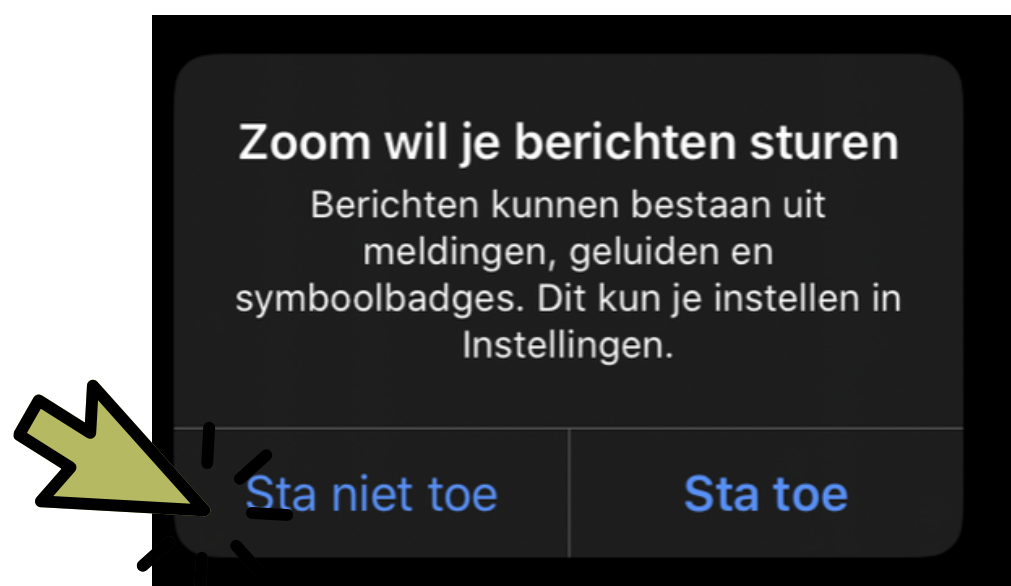 Zoom wil je berichten sturen
Berichten kunnen bestaan uit
meldingen, geluiden en
symboolbadges. Dit kun je instellen in
Instellingen.
Sta niet toe
Sta toe